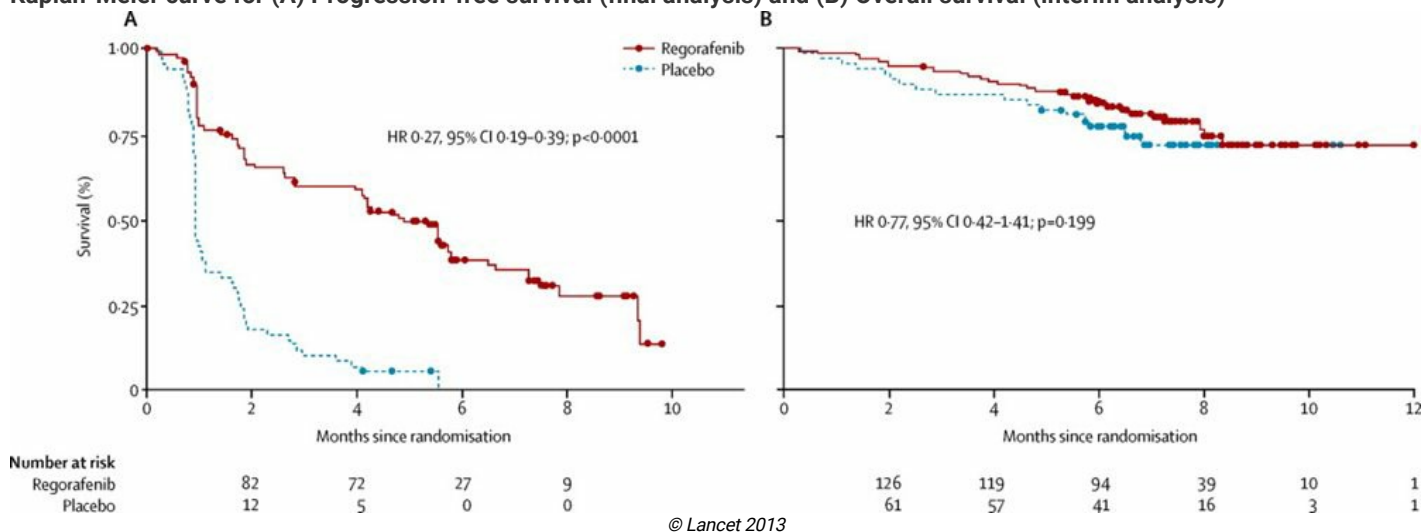 Kaplan-Meier curve for (A) Progression-free survival (final analysis) and (B) Overall survival (interim analysis)
A
B
1·00
0·75
0·50
0·25
0
Survival (%)
Regorafenib
Placebo
HR 0·27, 95% CI 0·19–0·39; p<0·0001
HR 0·77, 95% CI 0·42–1·41; p=0·199
0 2 4 6 8 10
0 2 4 6 8 10 12
Months since randomisation
Months since randomisation
Number at risk
Regorafenib 82 72 27 9 126 119 94 39 10 1
Placebo 12 5 0 0 61 57 41 16 3 1
© Lancet 2013